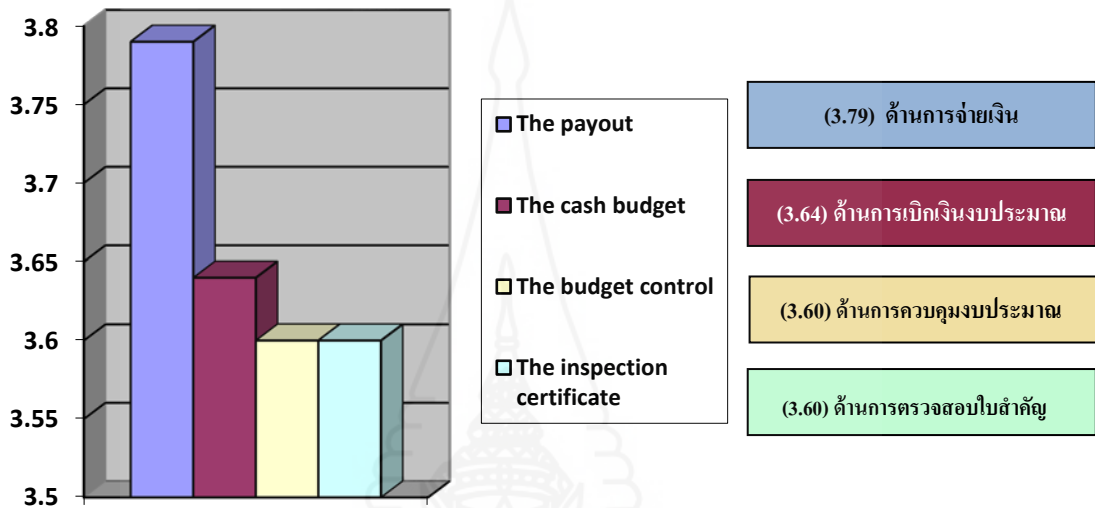 3.8
3.75
3.7
3.65
3.6
3.55
3.5
The payout
The cash budget
The budget control
The inspection
certificate
(3.79) ด้านการจ่ายเงิน
(3.64) ด้านการเบิกเงินงบประมาณ
(3.60) ด้านการควบคุมงบประมาณ
(3.60) ด้านการตรวจสอบใบสำคัญ